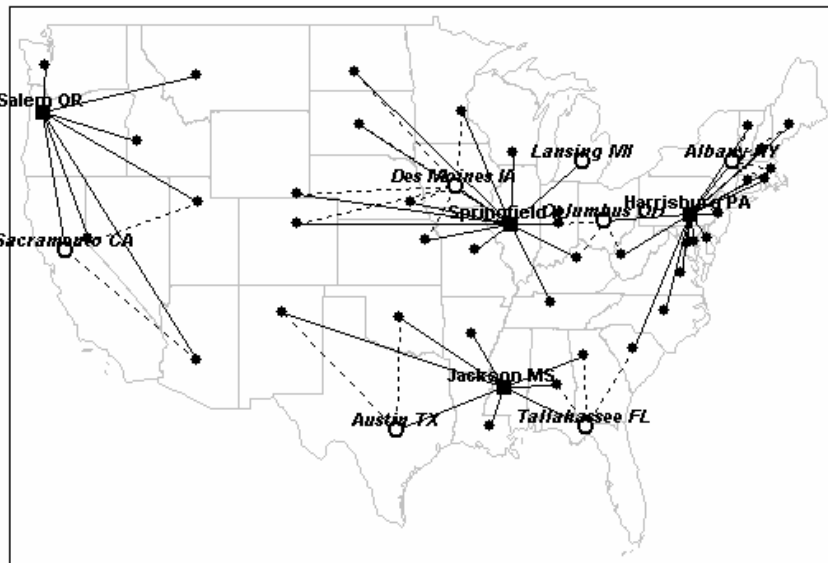 Salem OR
Lansing MI
Albany NY
Des Moines IA
Harrisburg PA
Springfield
Columbus OH
Sacramento CA
Jackson MS
Austin TX
Tallahassee FL